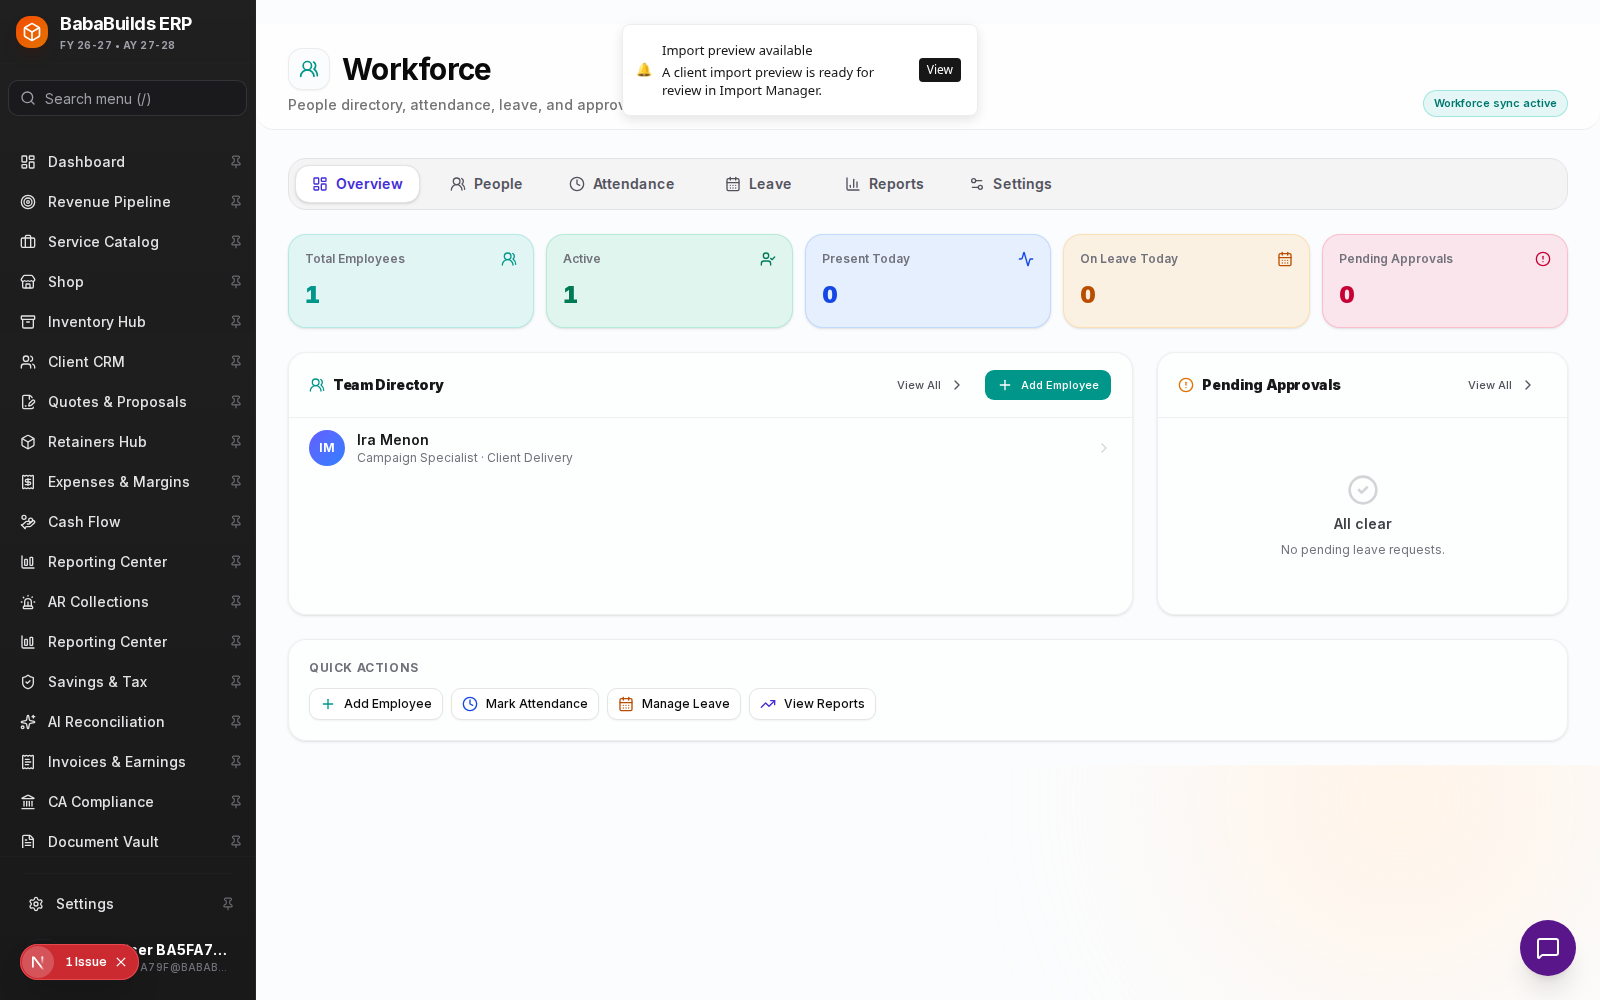 BabaBuilds ERP
FY 26-27 • AY 27-28
Search menu (/)
Dashboard
Revenue Pipeline
Service Catalog
Shop
Inventory Hub
Client CRM
Quotes & Proposals
Retainers Hub
Expenses & Margins
Cash Flow
Reporting Center
AR Collections
Reporting Center
Savings & Tax
AI Reconciliation
Invoices & Earnings
CA Compliance
Document Vault
Settings
ser BA5FA7...
A79F@BABAB...
1 Issue
Workforce
People directory, attendance, leave, and
Import preview available
A client import preview is ready for
review in Import Manager.
View
Workforce sync active
Overview
People
Attendance
Leave
Reports
Settings
Total Employees
1
Active
1
Present Today
0
On Leave Today
0
Pending Approvals
0
Team Directory
View All
Add Employee
IM
Ira Menon
Campaign Specialist · Client Delivery
Pending Approvals
View All
All clear
No pending leave requests.
QUICK ACTIONS
Add Employee
Mark Attendance
Manage Leave
View Reports